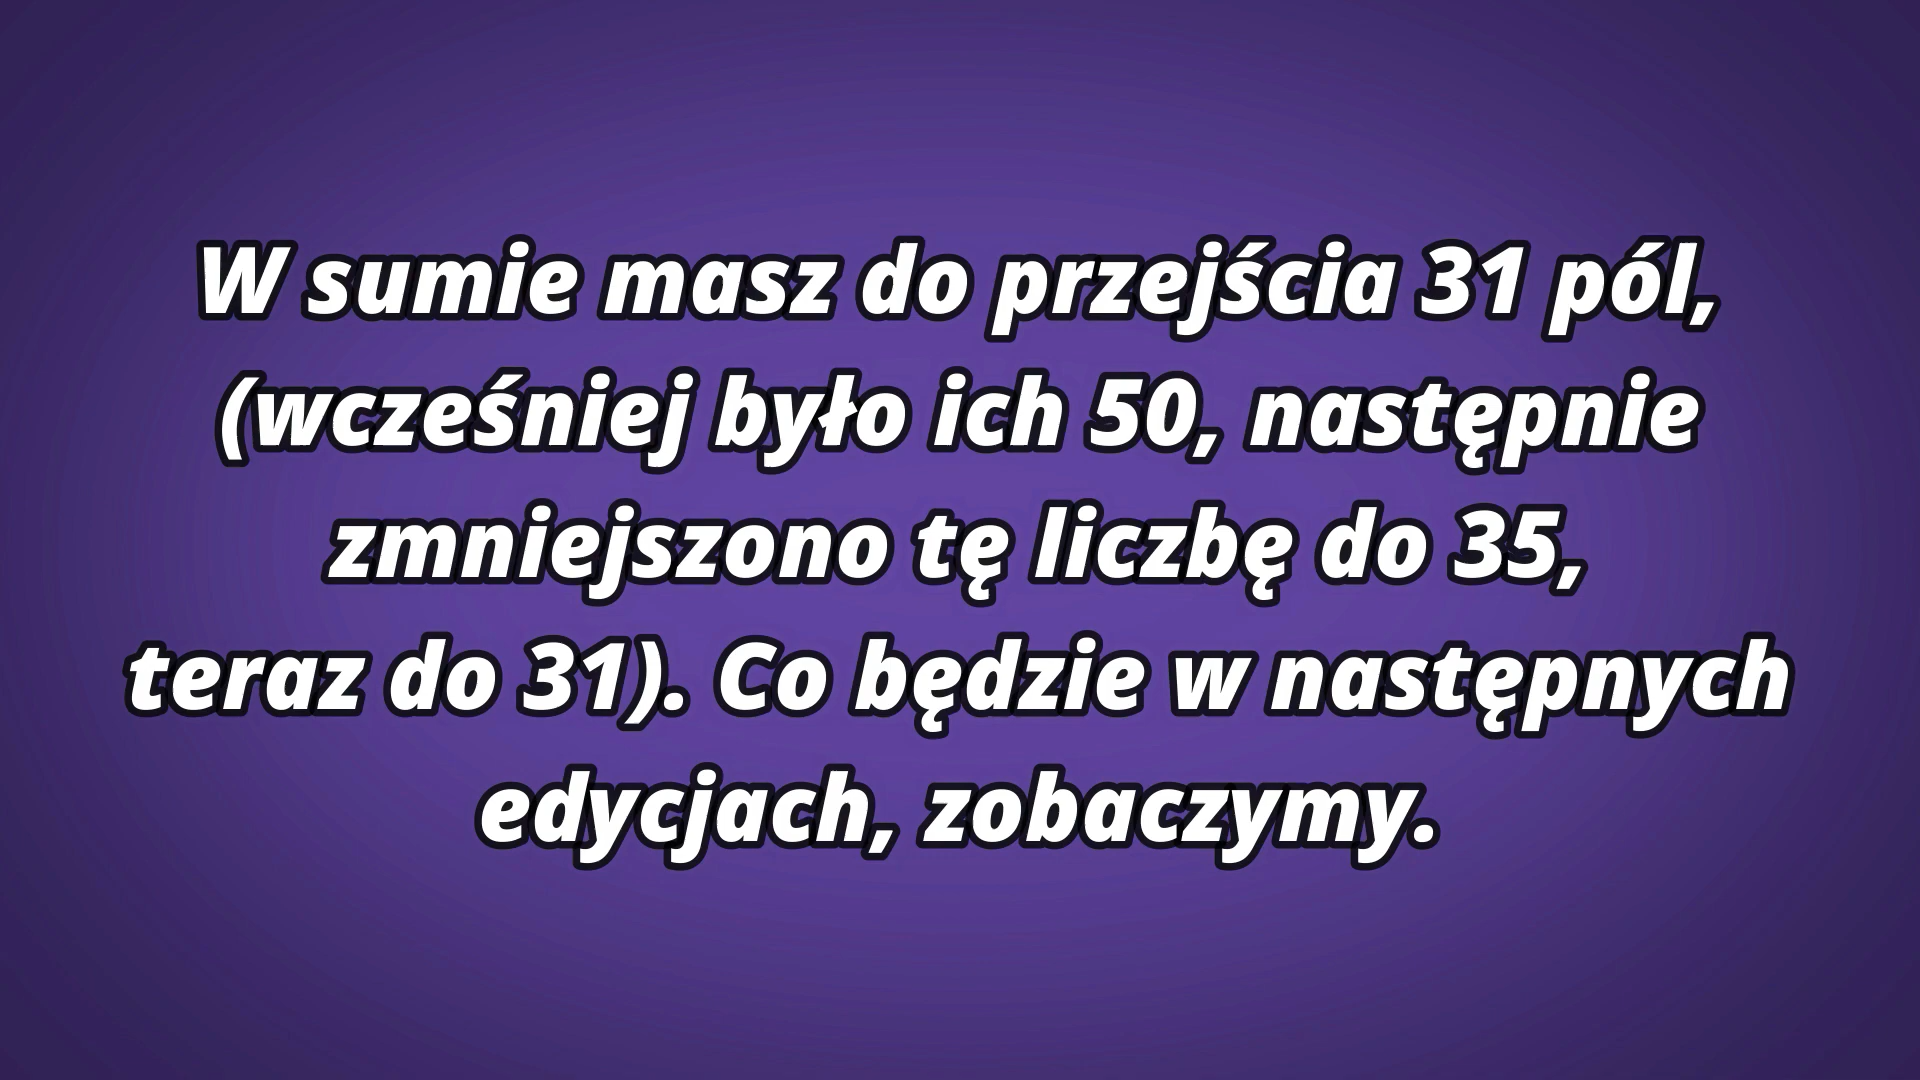 W sumie masz do przejścia 31 pól,
(wcześniej było ich 50, następnie
zmniejszono tę liczbę do 35,
teraz do 31). Co będzie w następnych
edycjach, zobaczymy.